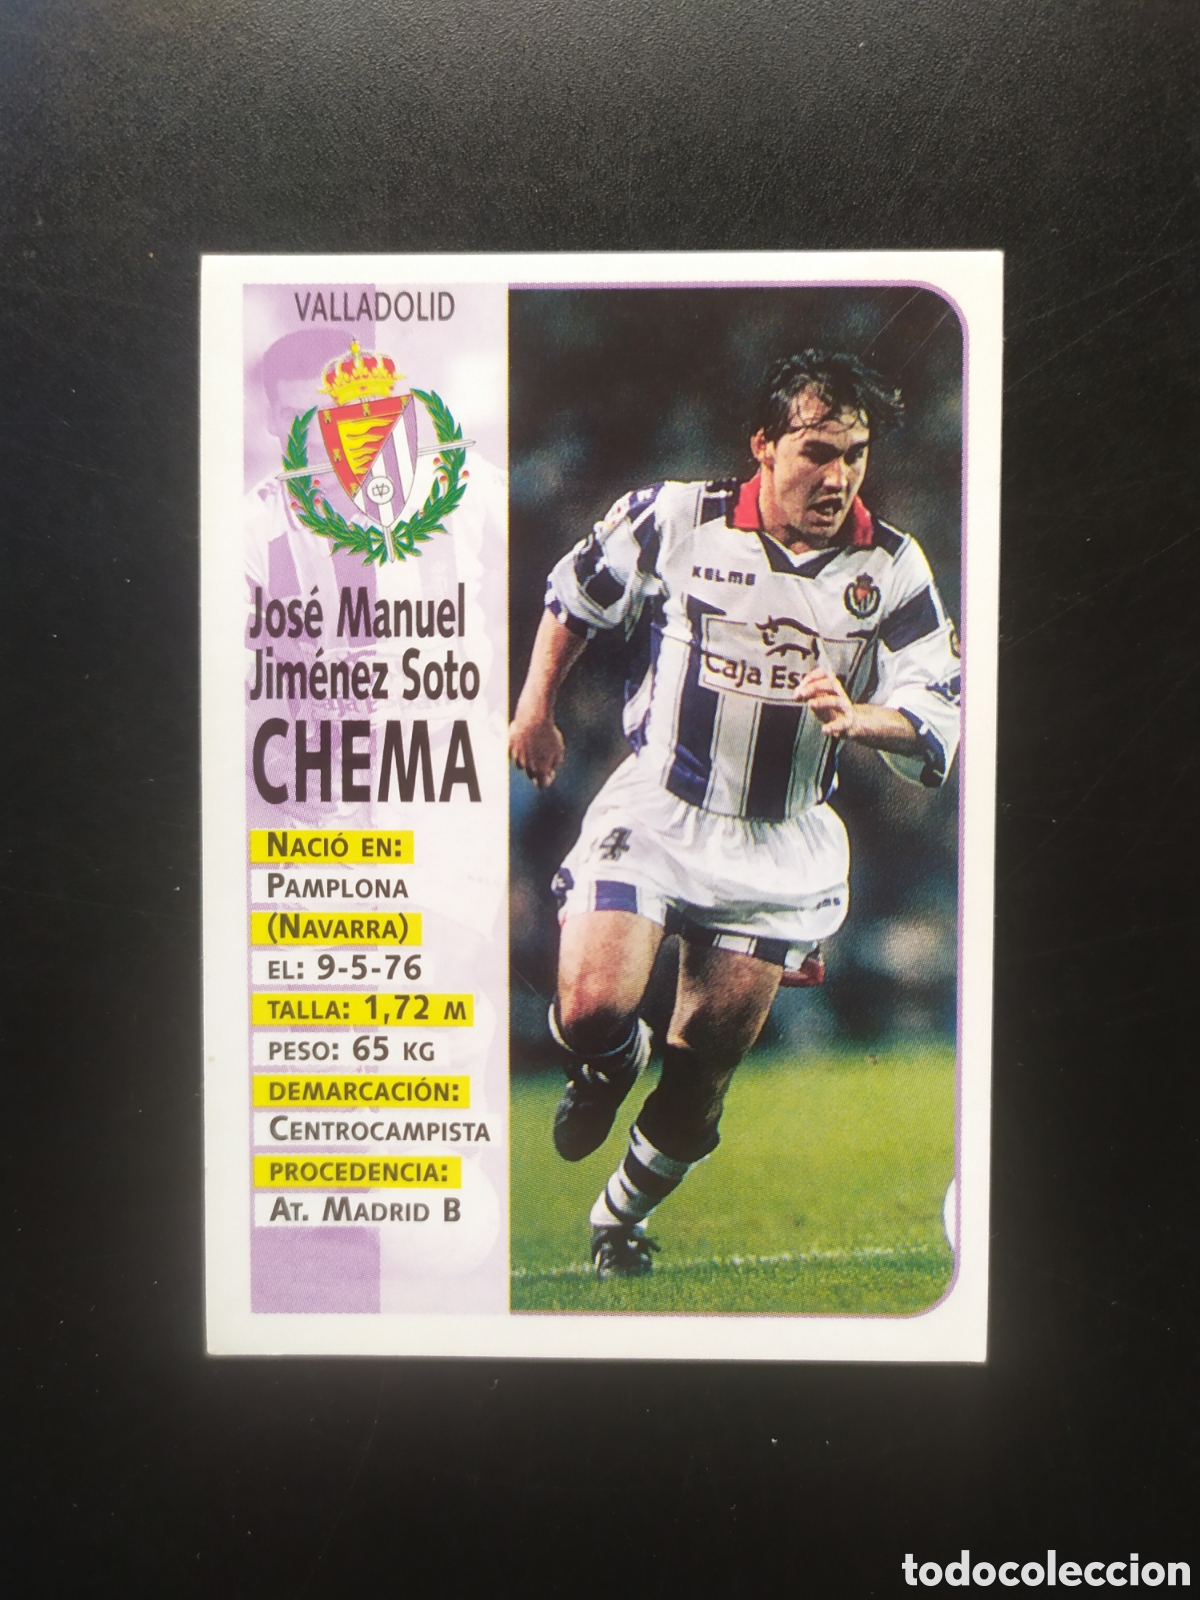 VALLADOLID
José Manuel
Jiménez Soto
CHEMA
NACIÓ EN:
PAMPLONA
(NAVARRA)
EL: 9-5-76
TALLA: 1,72 M
PESO: 65 KG
DEMARCACIÓN:
CENTROCAMPISTA
PROCEDENCIA:
AT. MADRID B
KELME
Caja Es
4
todocoleccion